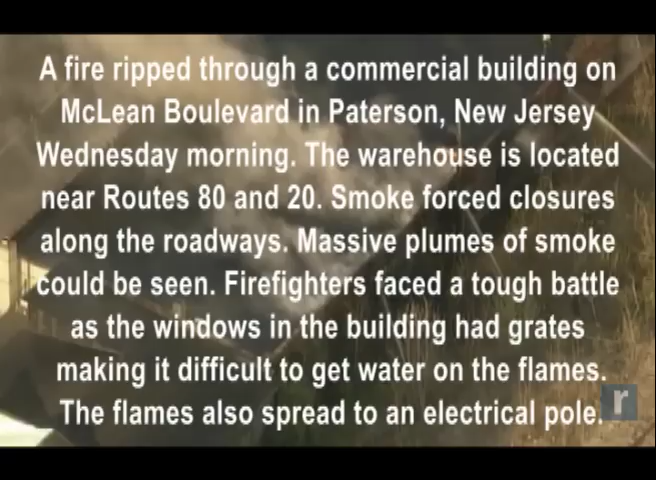 A fire ripped through a commercial building on
McLean Boulevard in Paterson, New Jersey
Wednesday morning. The warehouse is located
near Routes 80 and 20. Smoke forced closures
along the roadways. Massive plumes of smoke
could be seen. Firefighters faced a tough battle
as the windows in the building had grates
making it difficult to get water on the flames.
The flames also spread to an electrical pole.
r